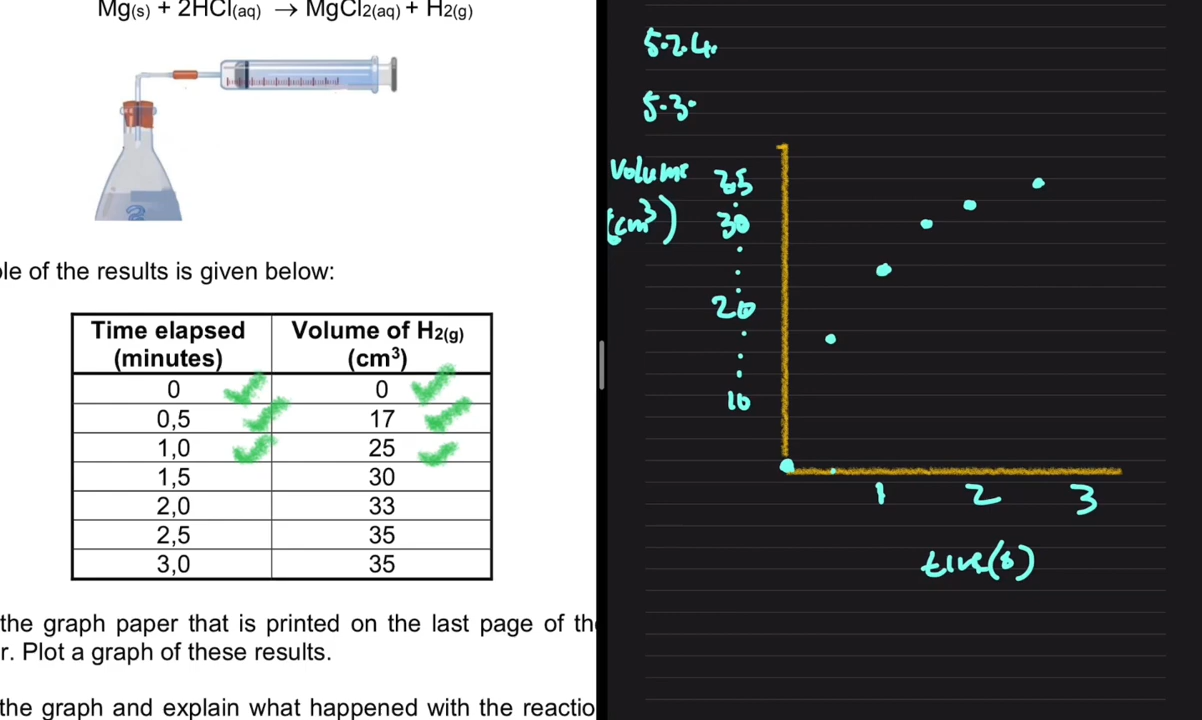 Mg(s) + 2HCl(aq) → MgCl2(aq) + H2(g)
le of the results is given below:
Time elapsed (minutes) Volume of H2(g) (cm³)
0 0
0,5 17
1,0 25
1,5 30
2,0 33
2,5 35
3,0 35
the graph paper that is printed on the last page of th
r. Plot a graph of these results.
the graph and explain what happened with the reactio
5.2.4.
5.3.
Volume
(cm³)
30
20
10
1 2 3